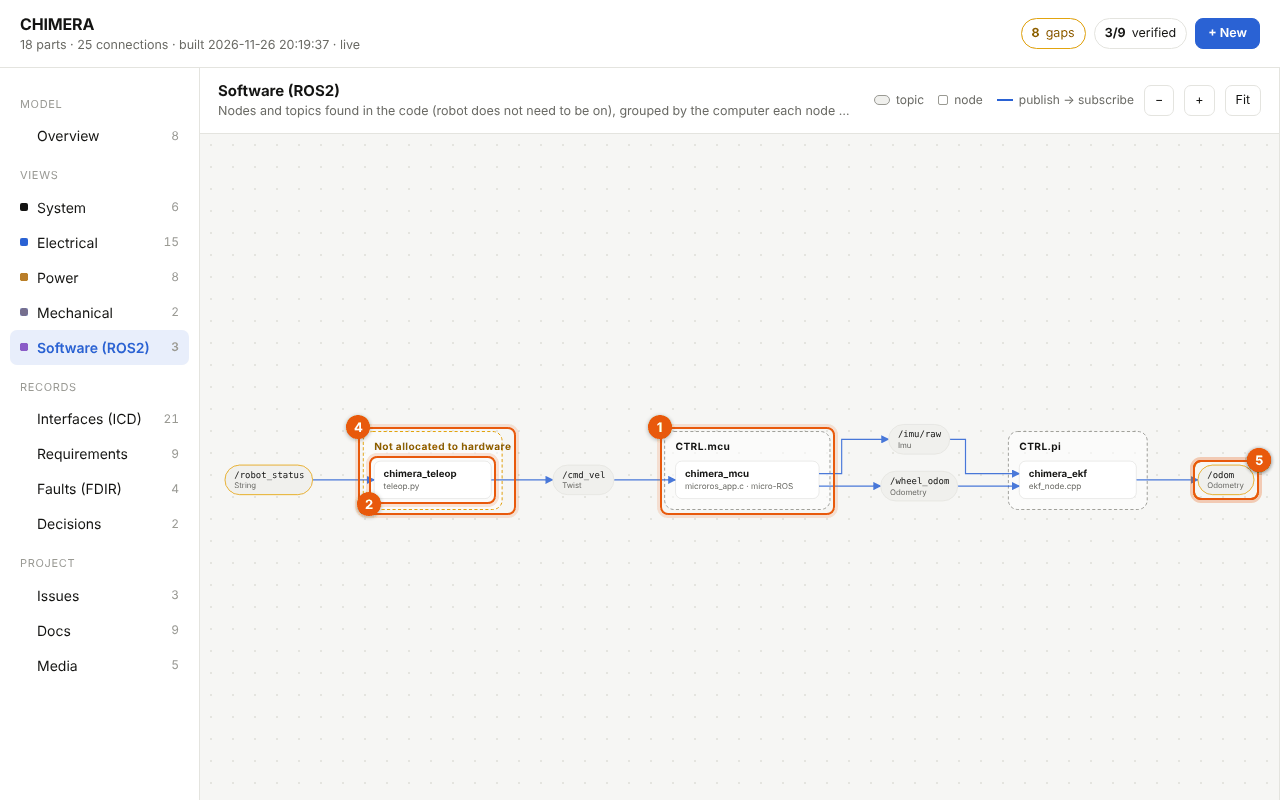 CHIMERA
18 parts · 25 connections · built 2026-11-26 20:19:37 · live
8 gaps
3/9 verified
+ New
MODEL
Overview 8
VIEWS
System 6
Electrical 15
Power 8
Mechanical 2
Software (ROS2) 3
RECORDS
Interfaces (ICD) 21
Requirements 9
Faults (FDIR) 4
Decisions 2
PROJECT
Issues 3
Docs 9
Media 5
Software (ROS2)
Nodes and topics found in the code (robot does not need to be on), grouped by the computer each node ...
topic
node
publish → subscribe
−
+
Fit
/robot_status
String
4
Not allocated to hardware
chimera_teleop
teleop.py
2
/cmd_vel
Twist
1
CTRL.mcu
chimera_mcu
microros_app.c · micro-ROS
/imu/raw
Imu
/wheel_odom
Odometry
CTRL.pi
chimera_ekf
ekf_node.cpp
5
/odom
Odometry